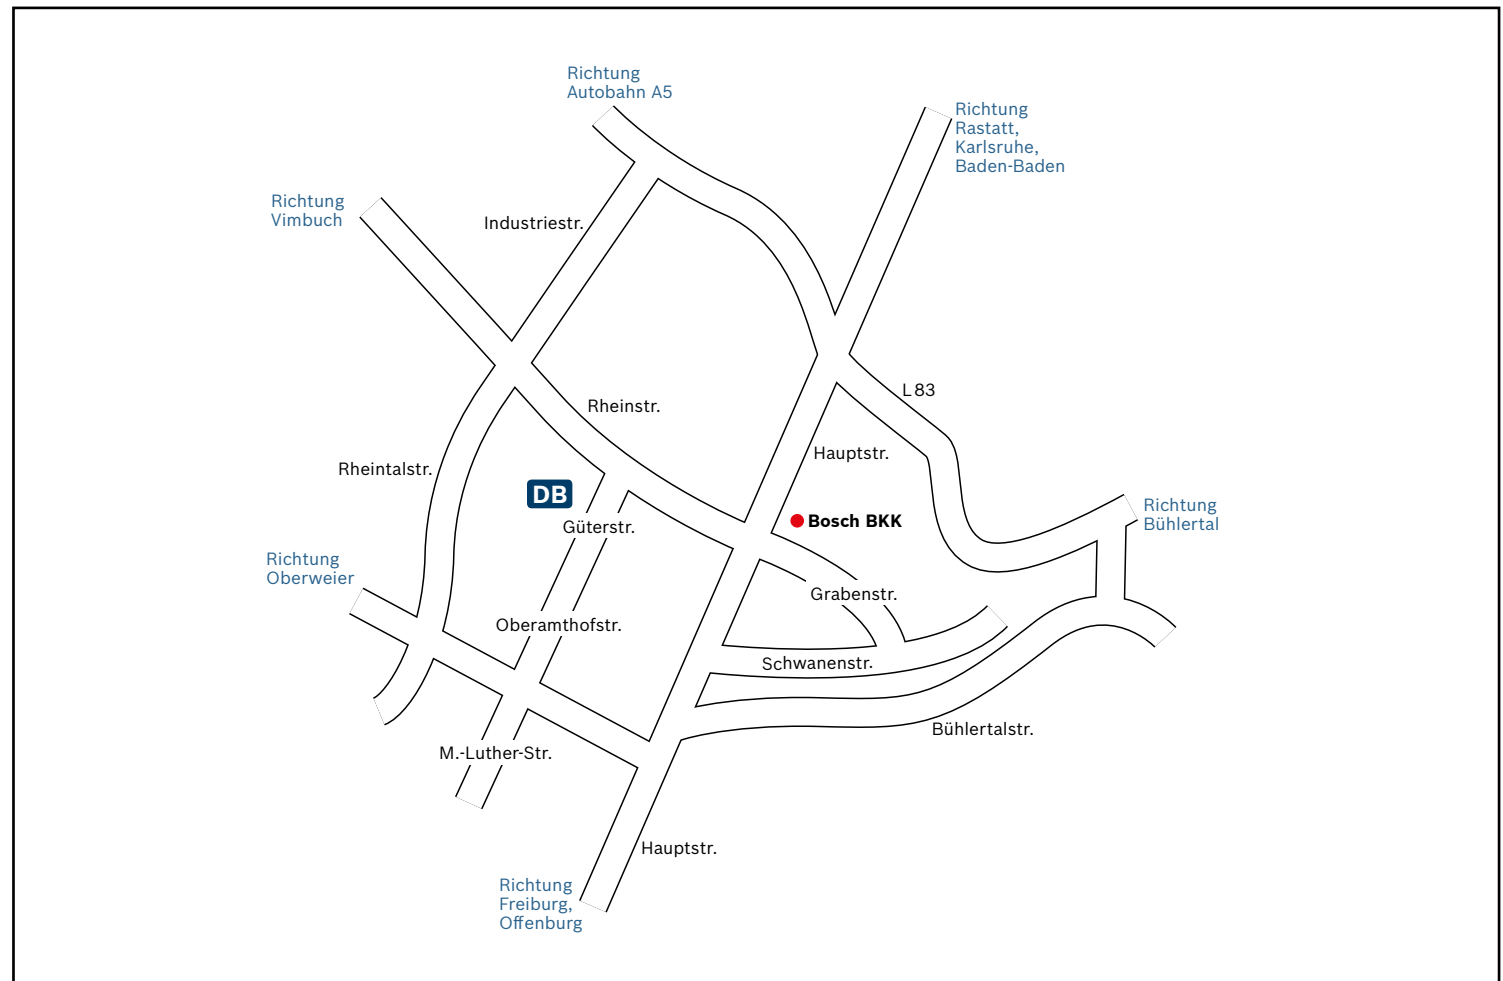 Richtung
Autobahn A5
Richtung
Rastatt,
Karlsruhe,
Baden-Baden
Richtung
Vimbuch
Industriestr.
L 83
Rheinstr.
Hauptstr.
Rheintalstr.
DB
Güterstr.
Bosch BKK
Richtung
Bühlertal
Richtung
Oberweier
Grabenstr.
Oberamthofstr.
Schwanenstr.
Bühlertalstr.
M.-Luther-Str.
Hauptstr.
Richtung
Freiburg,
Offenburg